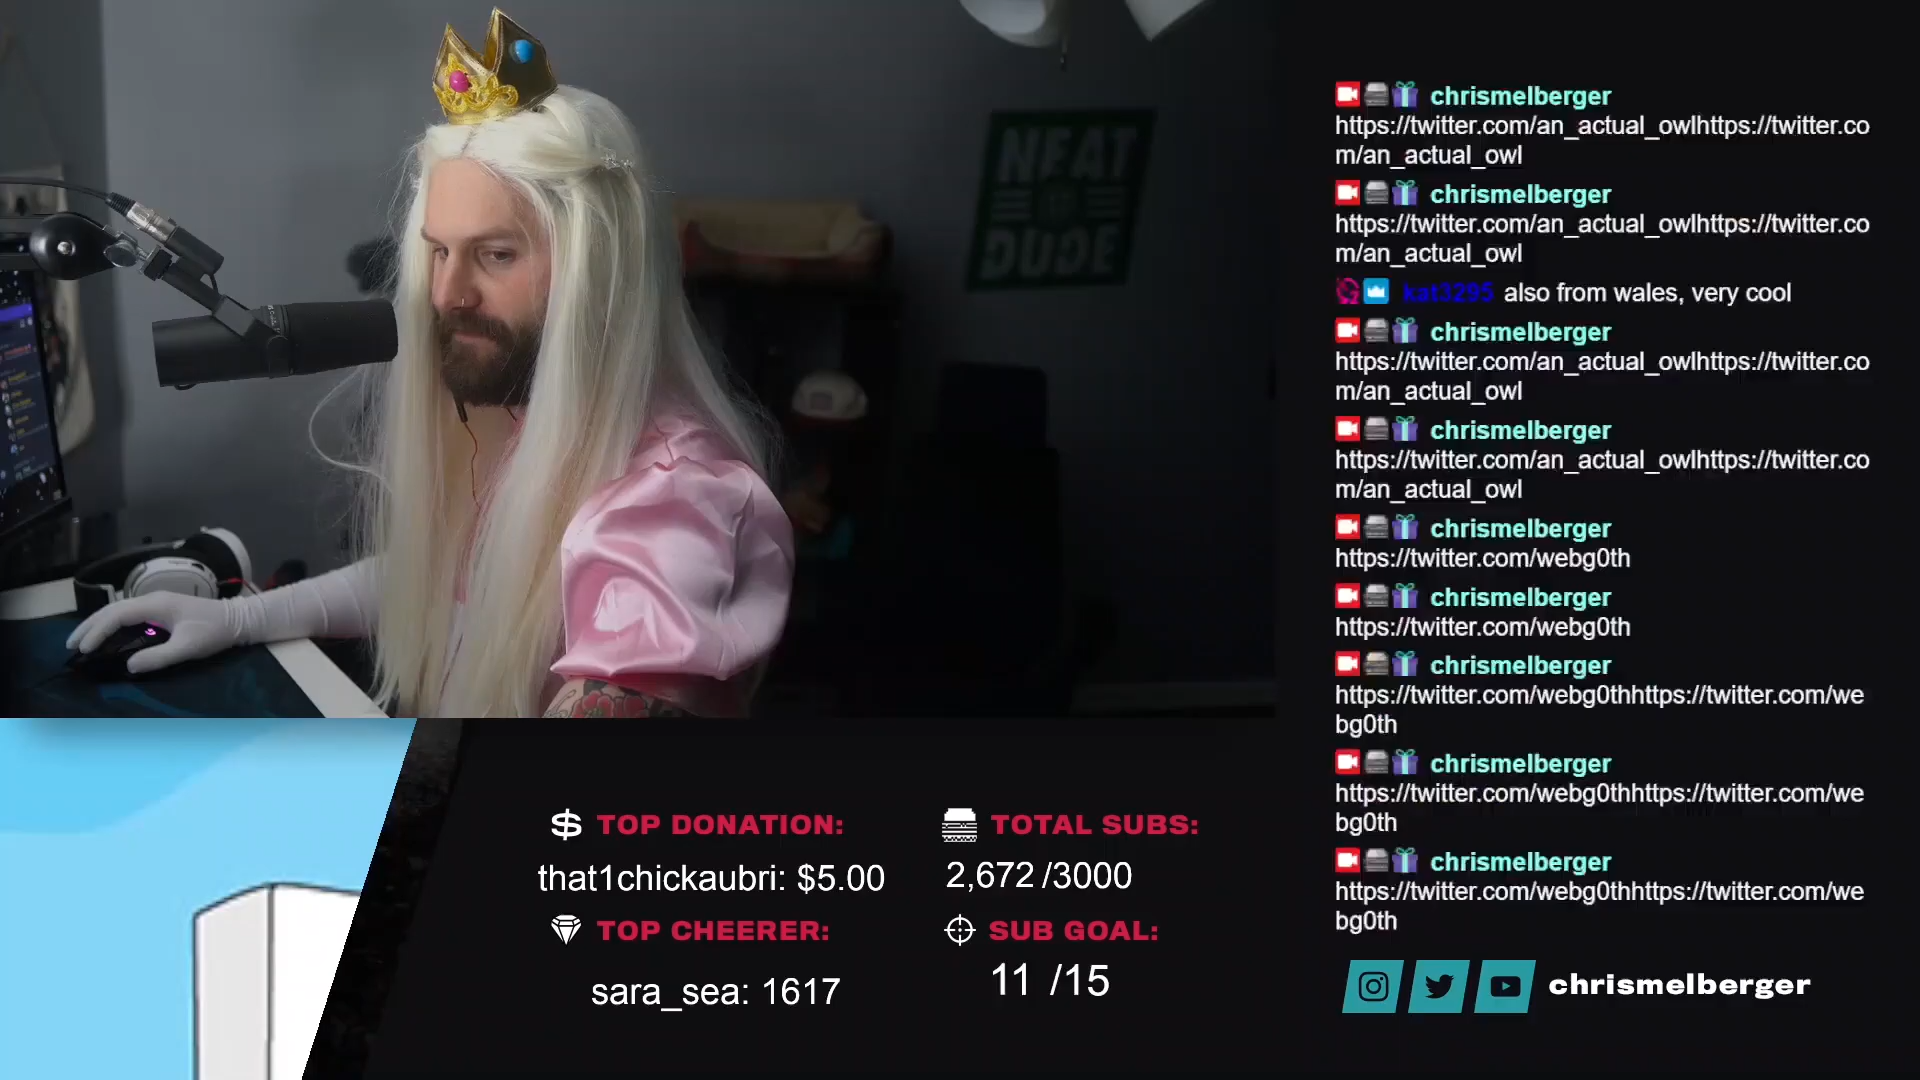 NEAT
DUDE
chrismelberger
https://twitter.com/an_actual_owlhttps://twitter.co
m/an_actual_owl
chrismelberger
https://twitter.com/an_actual_owlhttps://twitter.co
m/an_actual_owl
kat3295 also from wales, very cool
chrismelberger
https://twitter.com/an_actual_owlhttps://twitter.co
m/an_actual_owl
chrismelberger
https://twitter.com/an_actual_owlhttps://twitter.co
m/an_actual_owl
chrismelberger
https://twitter.com/webg0th
chrismelberger
https://twitter.com/webg0th
chrismelberger
https://twitter.com/webg0thhttps://twitter.com/we
bg0th
chrismelberger
https://twitter.com/webg0thhttps://twitter.com/we
bg0th
chrismelberger
https://twitter.com/webg0thhttps://twitter.com/we
bg0th
TOP DONATION:
that1chickaubri: $5.00
TOP CHEERER:
sara_sea: 1617
TOTAL SUBS:
2,672 /3000
SUB GOAL:
11 /15
chrismelberger